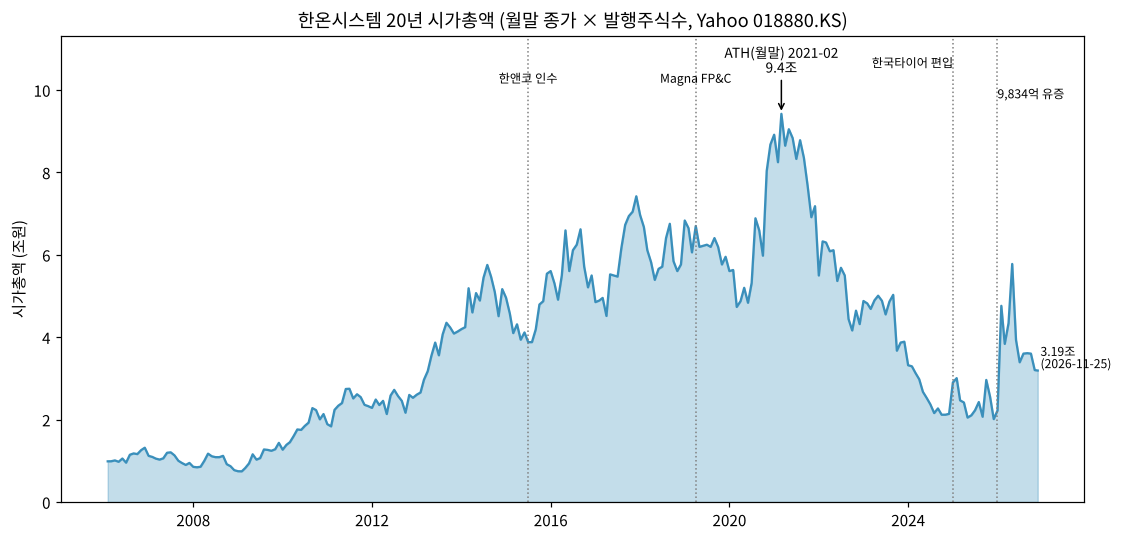 한온시스템 20년 시가총액 (월말 종가 × 발행주식수, Yahoo 018880.KS)
ATH(월말) 2021-02
9.4조
한국타이어 편입
한앤코 인수
Magna FP&C
9,834억 유증
시가총액 (조원)
10
8
6
4
2
0
3.19조
(2026-11-25)
2008
2012
2016
2020
2024